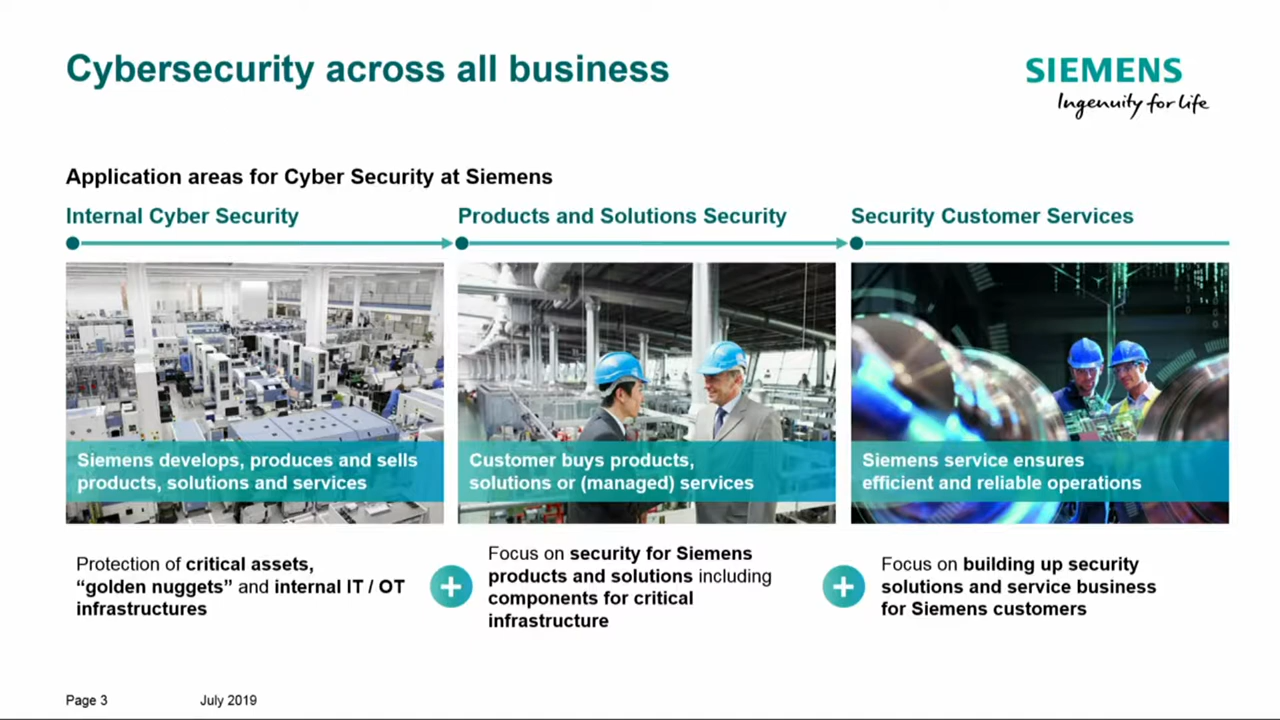 Cybersecurity across all business
SIEMENS
Ingenuity for life
Application areas for Cyber Security at Siemens
Internal Cyber Security
Products and Solutions Security
Security Customer Services
Siemens develops, produces and sells
products, solutions and services
Customer buys products,
solutions or (managed) services
Siemens service ensures
efficient and reliable operations
Protection of critical assets,
“golden nuggets” and internal IT / OT
infrastructures
+
Focus on security for Siemens
products and solutions including
components for critical
infrastructure
+
Focus on building up security
solutions and service business
for Siemens customers
Page 3
July 2019